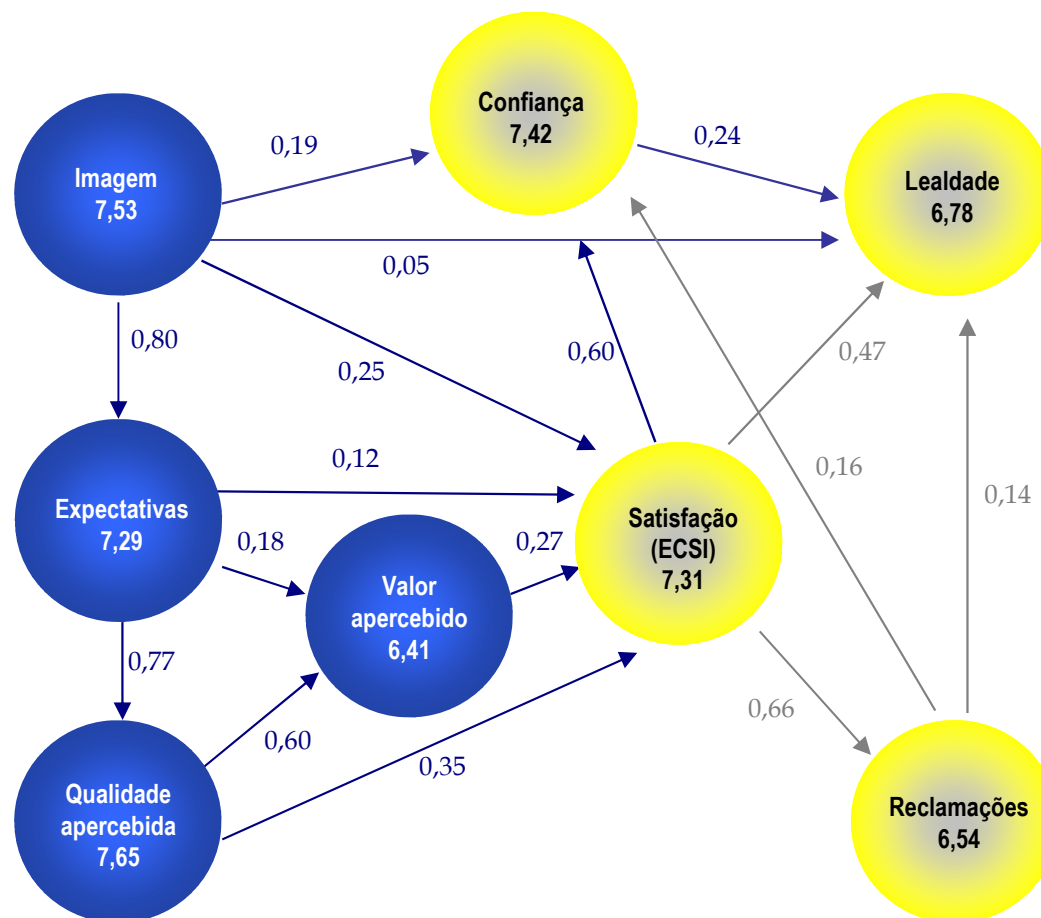 Confiança
7,42
0,19
0,24
Imagem
7,53
Lealdade
6,78
0,05
0,80
0,25
0,60
0,47
0,12
0,16
0,14
Expectativas
7,29
0,18
0,27
Satisfação
(ECSI)
7,31
Valor
apercebido
6,41
0,77
0,66
0,60
0,35
Qualidade
apercebida
7,65
Reclamações
6,54